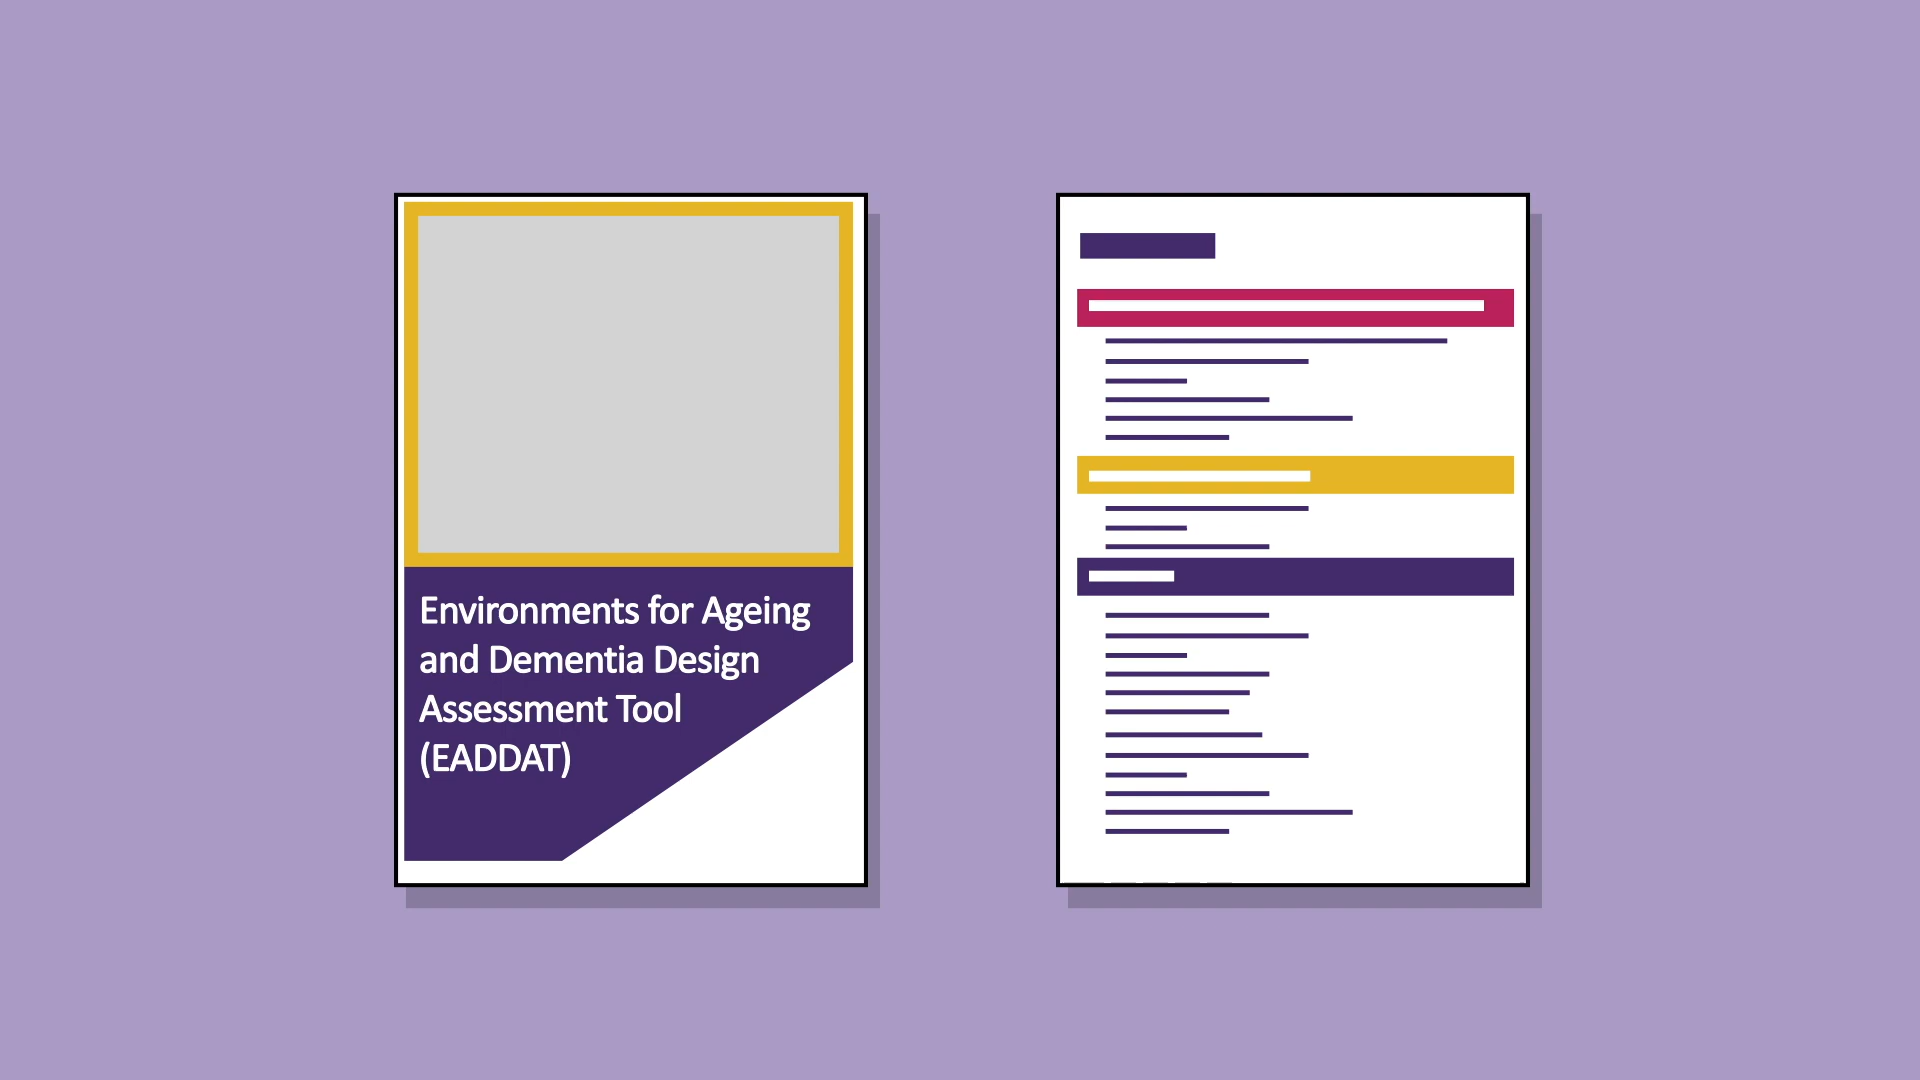 Environments for Ageing
and Dementia Design
Assessment Tool
(EADDAT)